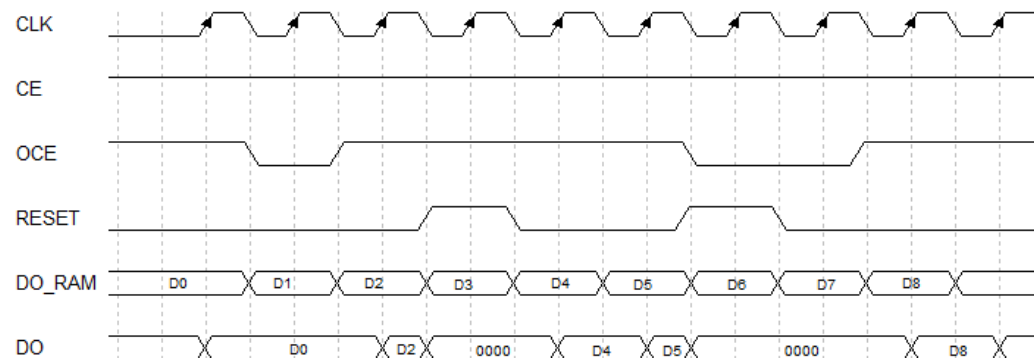 CLK
CE
OCE
RESET
DO_RAM D0 D1 D2 D3 D4 D5 D6 D7 D8
DO D0 D2 0000 D4 D5 0000 D8